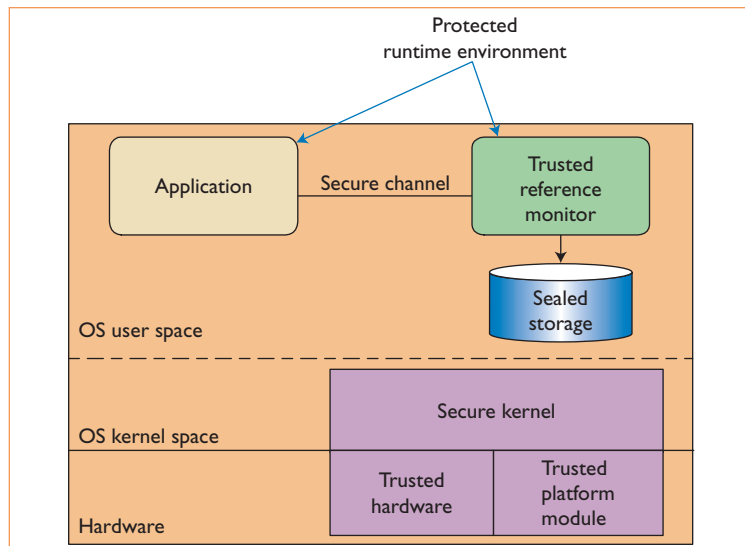 Protected
runtime environment
Application
Secure channel
Trusted
reference
monitor
Sealed
storage
OS user space
Secure kernel
OS kernel space
Trusted
hardware
Trusted
platform
module
Hardware